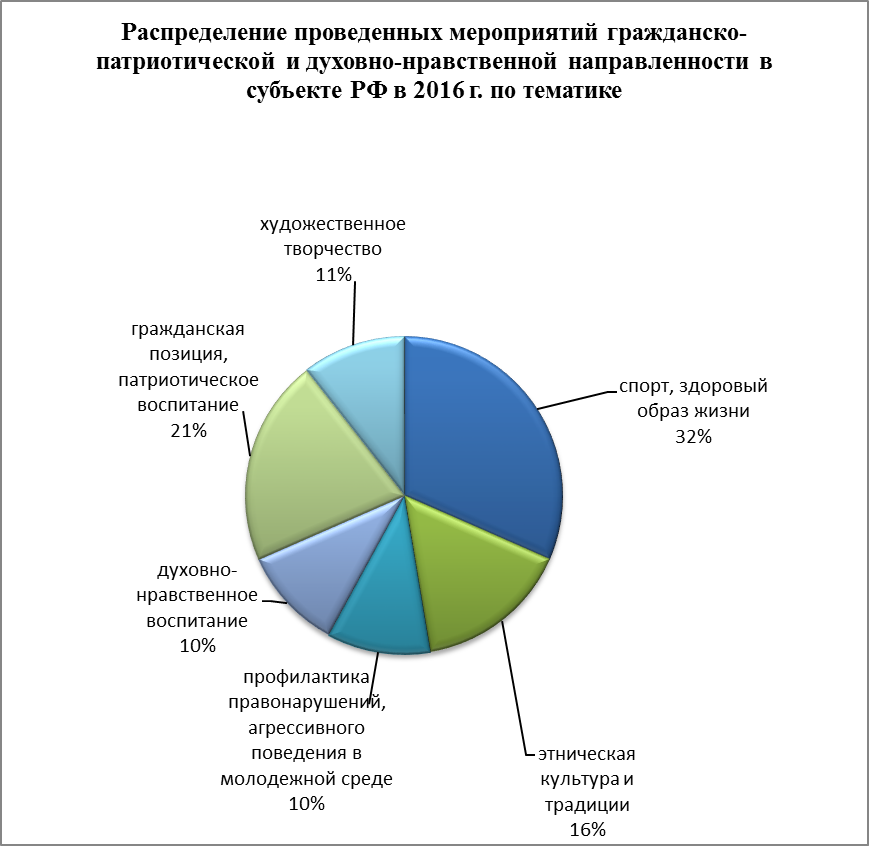 Распределение проведенных мероприятий гражданско-
патриотической и духовно-нравственной направленности в
субъекте РФ в 2016 г. по тематике
художественное
творчество
11%
гражданская
позиция,
патриотическое
воспитание
21%
спорт, здоровый
образ жизни
32%
духовно-
нравственное
воспитание
10%
профилактика
правонарушений,
агрессивного
поведения в
молодежной среде
10%
этническая
культура и
традиции
16%